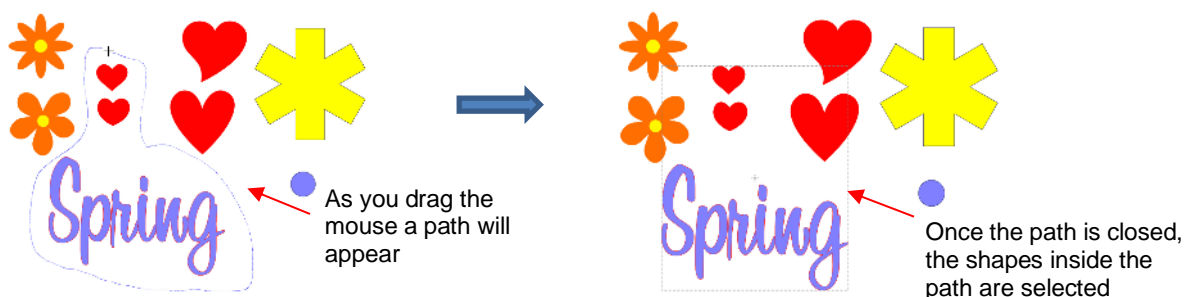 Spring
As you drag the
mouse a path will
appear
Spring
Once the path is closed,
the shapes inside the
path are selected